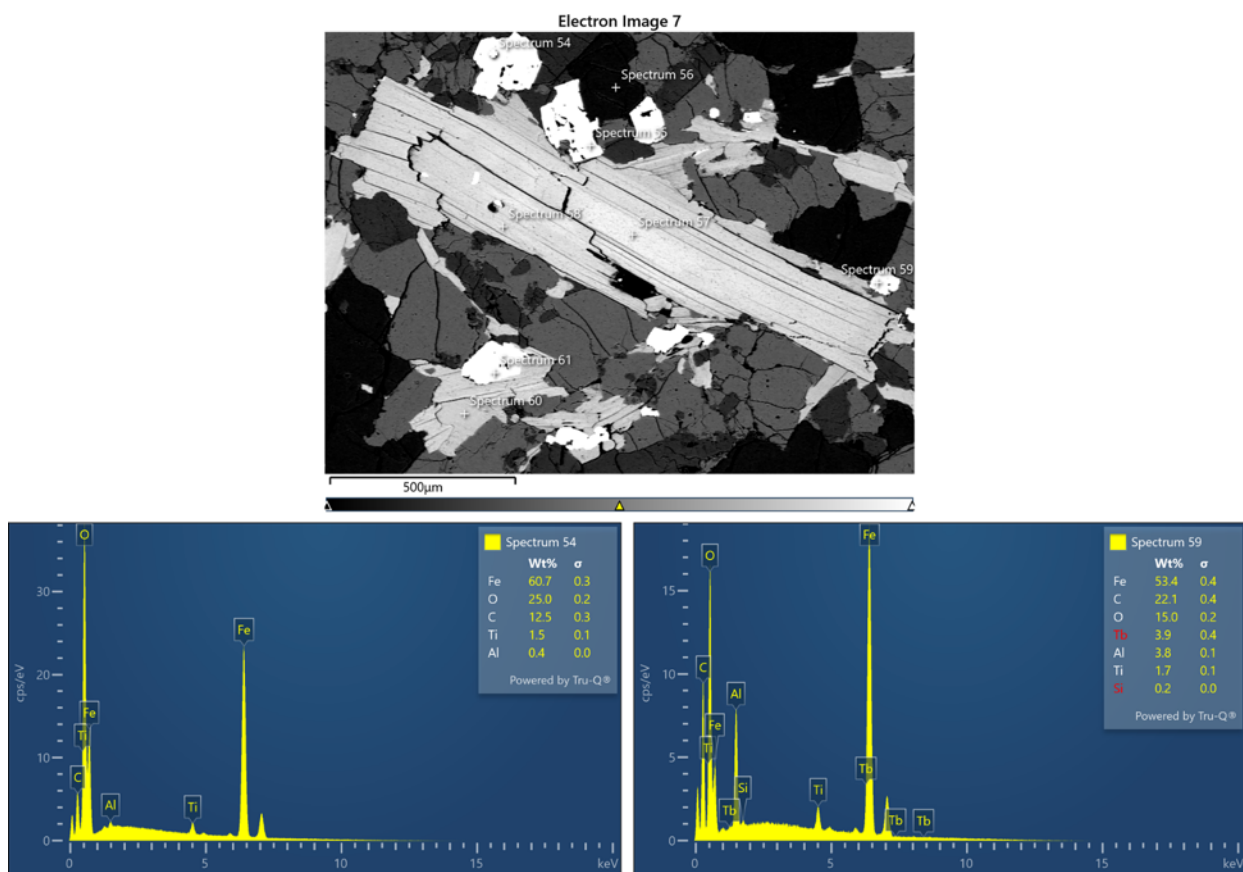 Electron Image 7
Spectrum 54
Spectrum 56
Spectrum 55
Spectrum 58
Spectrum 57
Spectrum 59
Spectrum 61
Spectrum 60
500µm
Spectrum 54
Wt% σ
Fe 60.7 0.3
O 25.0 0.2
C 12.5 0.3
Ti 1.5 0.1
Al 0.4 0.0
Powered by Tru-Q®
cps/eV
30
20
10
0
O
Fe
Fe
Ti
C
Al
Ti
0 5 10 15 keV
Spectrum 59
Wt% σ
Fe 53.4 0.4
C 22.1 0.4
O 15.0 0.2
Tb 3.9 0.4
Al 3.8 0.1
Ti 1.7 0.1
Si 0.2 0.0
Powered by Tru-Q®
cps/eV
15
10
5
0
Fe
O
C
Al
Fe
Ti
Tb
Si
Ti
Tb
Tb
Tb
0 5 10 15 keV